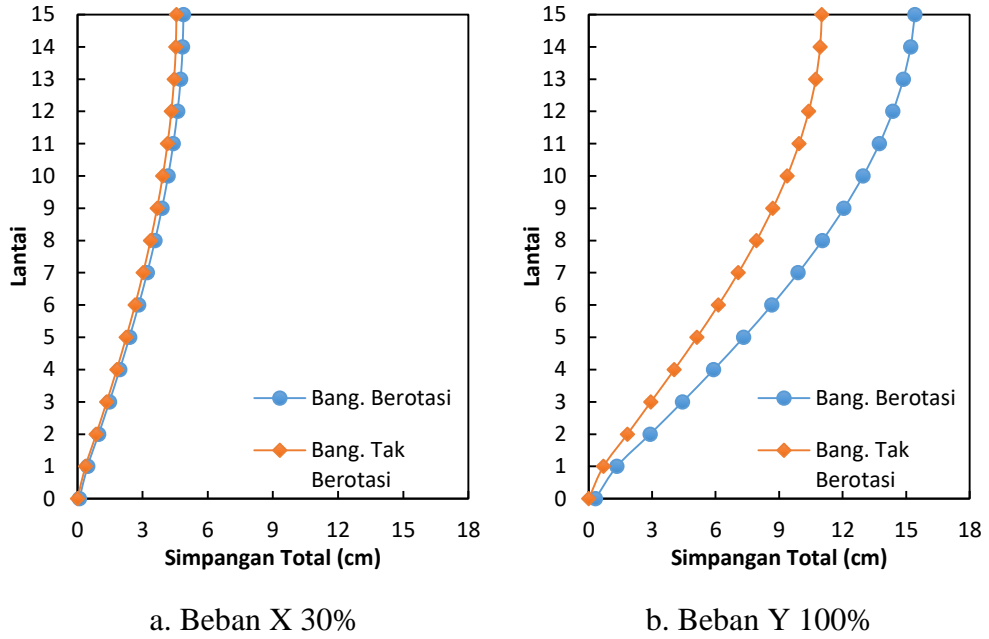 15
14
13
12
11
10
9
8
7
6
5
4
3
2
1
0
Lantai
Bang. Berotasi
Bang. Tak
Berotasi
0 3 6 9 12 15 18
Simpangan Total (cm)
a. Beban X 30%
15
14
13
12
11
10
9
8
7
6
5
4
3
2
1
0
Lantai
Bang. Berotasi
Bang. Tak
Berotasi
0 3 6 9 12 15 18
Simpangan Total (cm)
b. Beban Y 100%